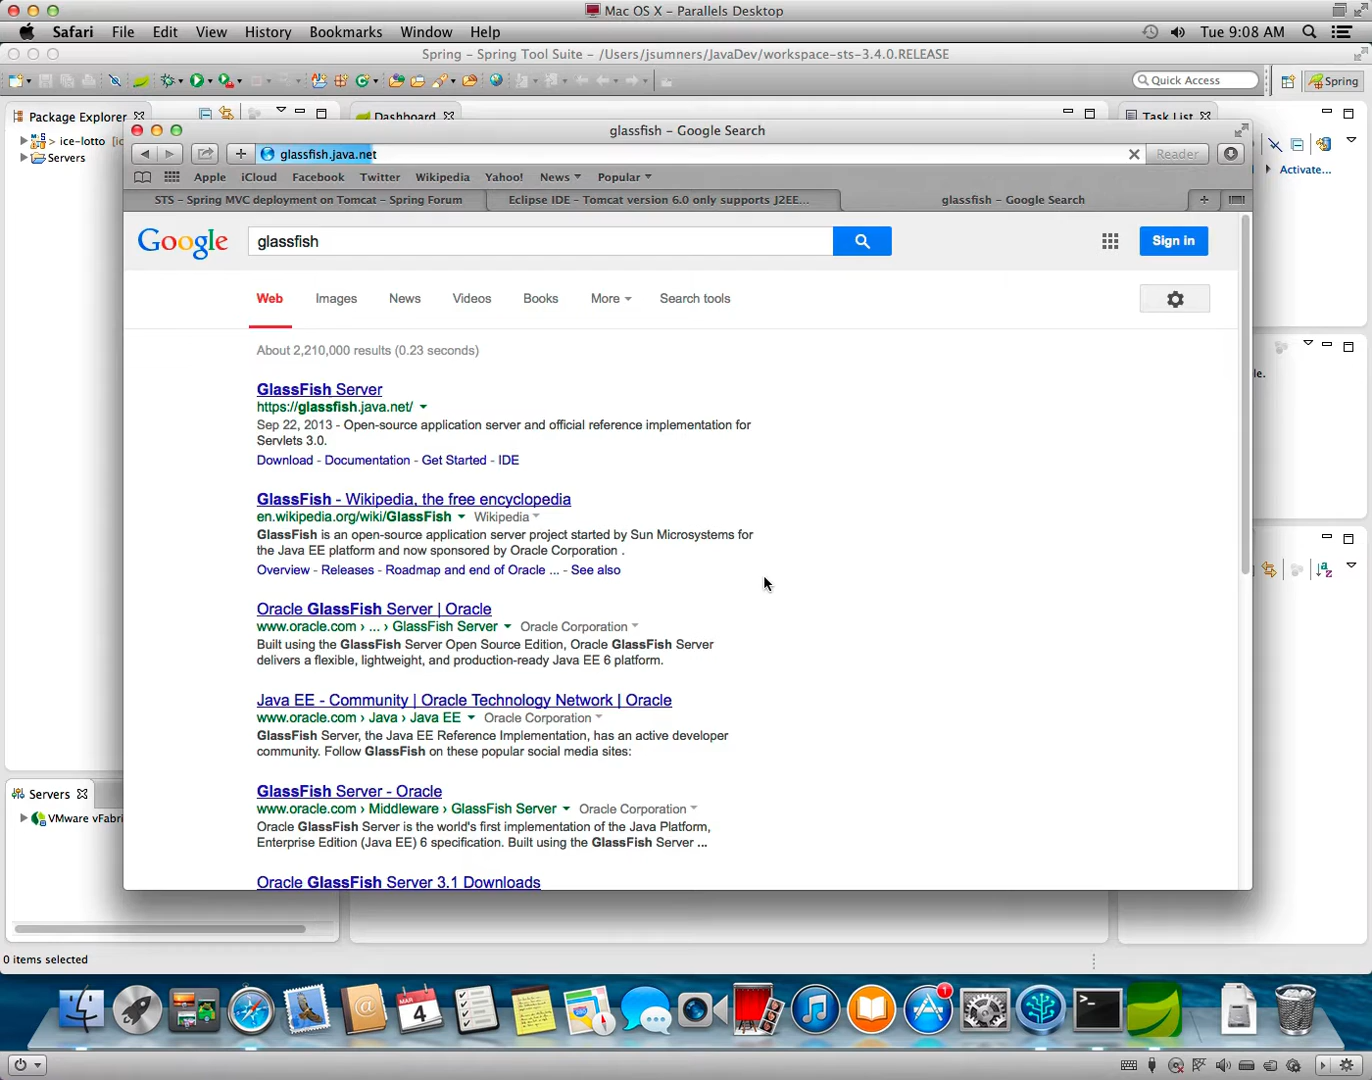 Mac OS X - Parallels Desktop
Safari File Edit View History Bookmarks Window Help Tue 9:08 AM
Spring - Spring Tool Suite - /Users/jsumners/JavaDev/workspace-sts-3.4.0.RELEASE
Quick Access Spring
Package Explorer Dashboard Task List
> ice-lotto
Servers
Activate...
glassfish - Google Search
glassfish.java.net Reader
Apple iCloud Facebook Twitter Wikipedia Yahoo! News Popular
STS - Spring MVC deployment on Tomcat - Spring Forum
Eclipse IDE - Tomcat version 6.0 only supports J2EE...
glassfish - Google Search
Google glassfish Sign in
Web Images News Videos Books More Search tools
About 2,210,000 results (0.23 seconds)
GlassFish Server
https://glassfish.java.net/
Sep 22, 2013 - Open-source application server and official reference implementation for
Servlets 3.0.
Download - Documentation - Get Started - IDE
GlassFish - Wikipedia, the free encyclopedia
en.wikipedia.org/wiki/GlassFish Wikipedia
GlassFish is an open-source application server project started by Sun Microsystems for
the Java EE platform and now sponsored by Oracle Corporation .
Overview - Releases - Roadmap and end of Oracle ... - See also
Oracle GlassFish Server | Oracle
www.oracle.com › ... › GlassFish Server Oracle Corporation
Built using the GlassFish Server Open Source Edition, Oracle GlassFish Server
delivers a flexible, lightweight, and production-ready Java EE 6 platform.
Java EE - Community | Oracle Technology Network | Oracle
www.oracle.com › Java › Java EE Oracle Corporation
GlassFish Server, the Java EE Reference Implementation, has an active developer
community. Follow GlassFish on these popular social media sites:
GlassFish Server - Oracle
www.oracle.com › Middleware › GlassFish Server Oracle Corporation
Oracle GlassFish Server is the world's first implementation of the Java Platform,
Enterprise Edition (Java EE) 6 specification. Built using the GlassFish Server ...
Oracle GlassFish Server 3.1 Downloads
le.
Servers
VMware vFabri
0 items selected
MAR
4
1